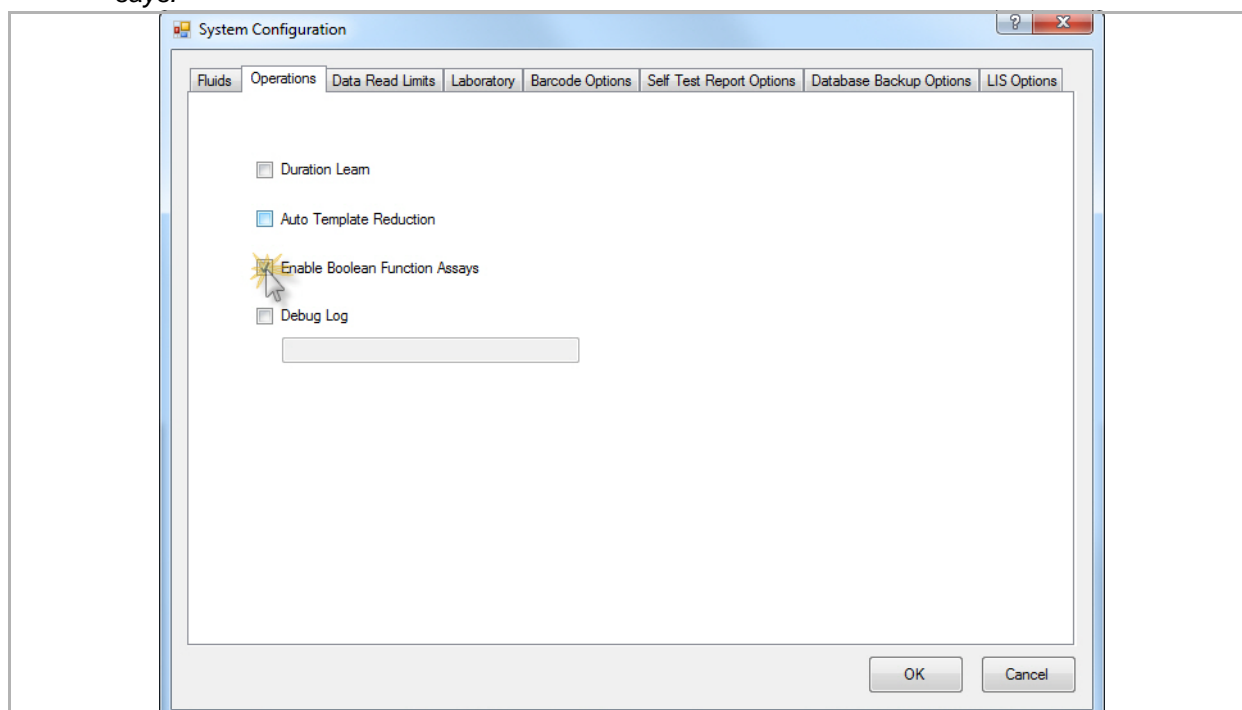 says.
System Configuration
Fluids Operations Data Read Limits Laboratory Barcode Options Self Test Report Options Database Backup Options LIS Options
Duration Learn
Auto Template Reduction
Enable Boolean Function Assays
Debug Log
OK Cancel